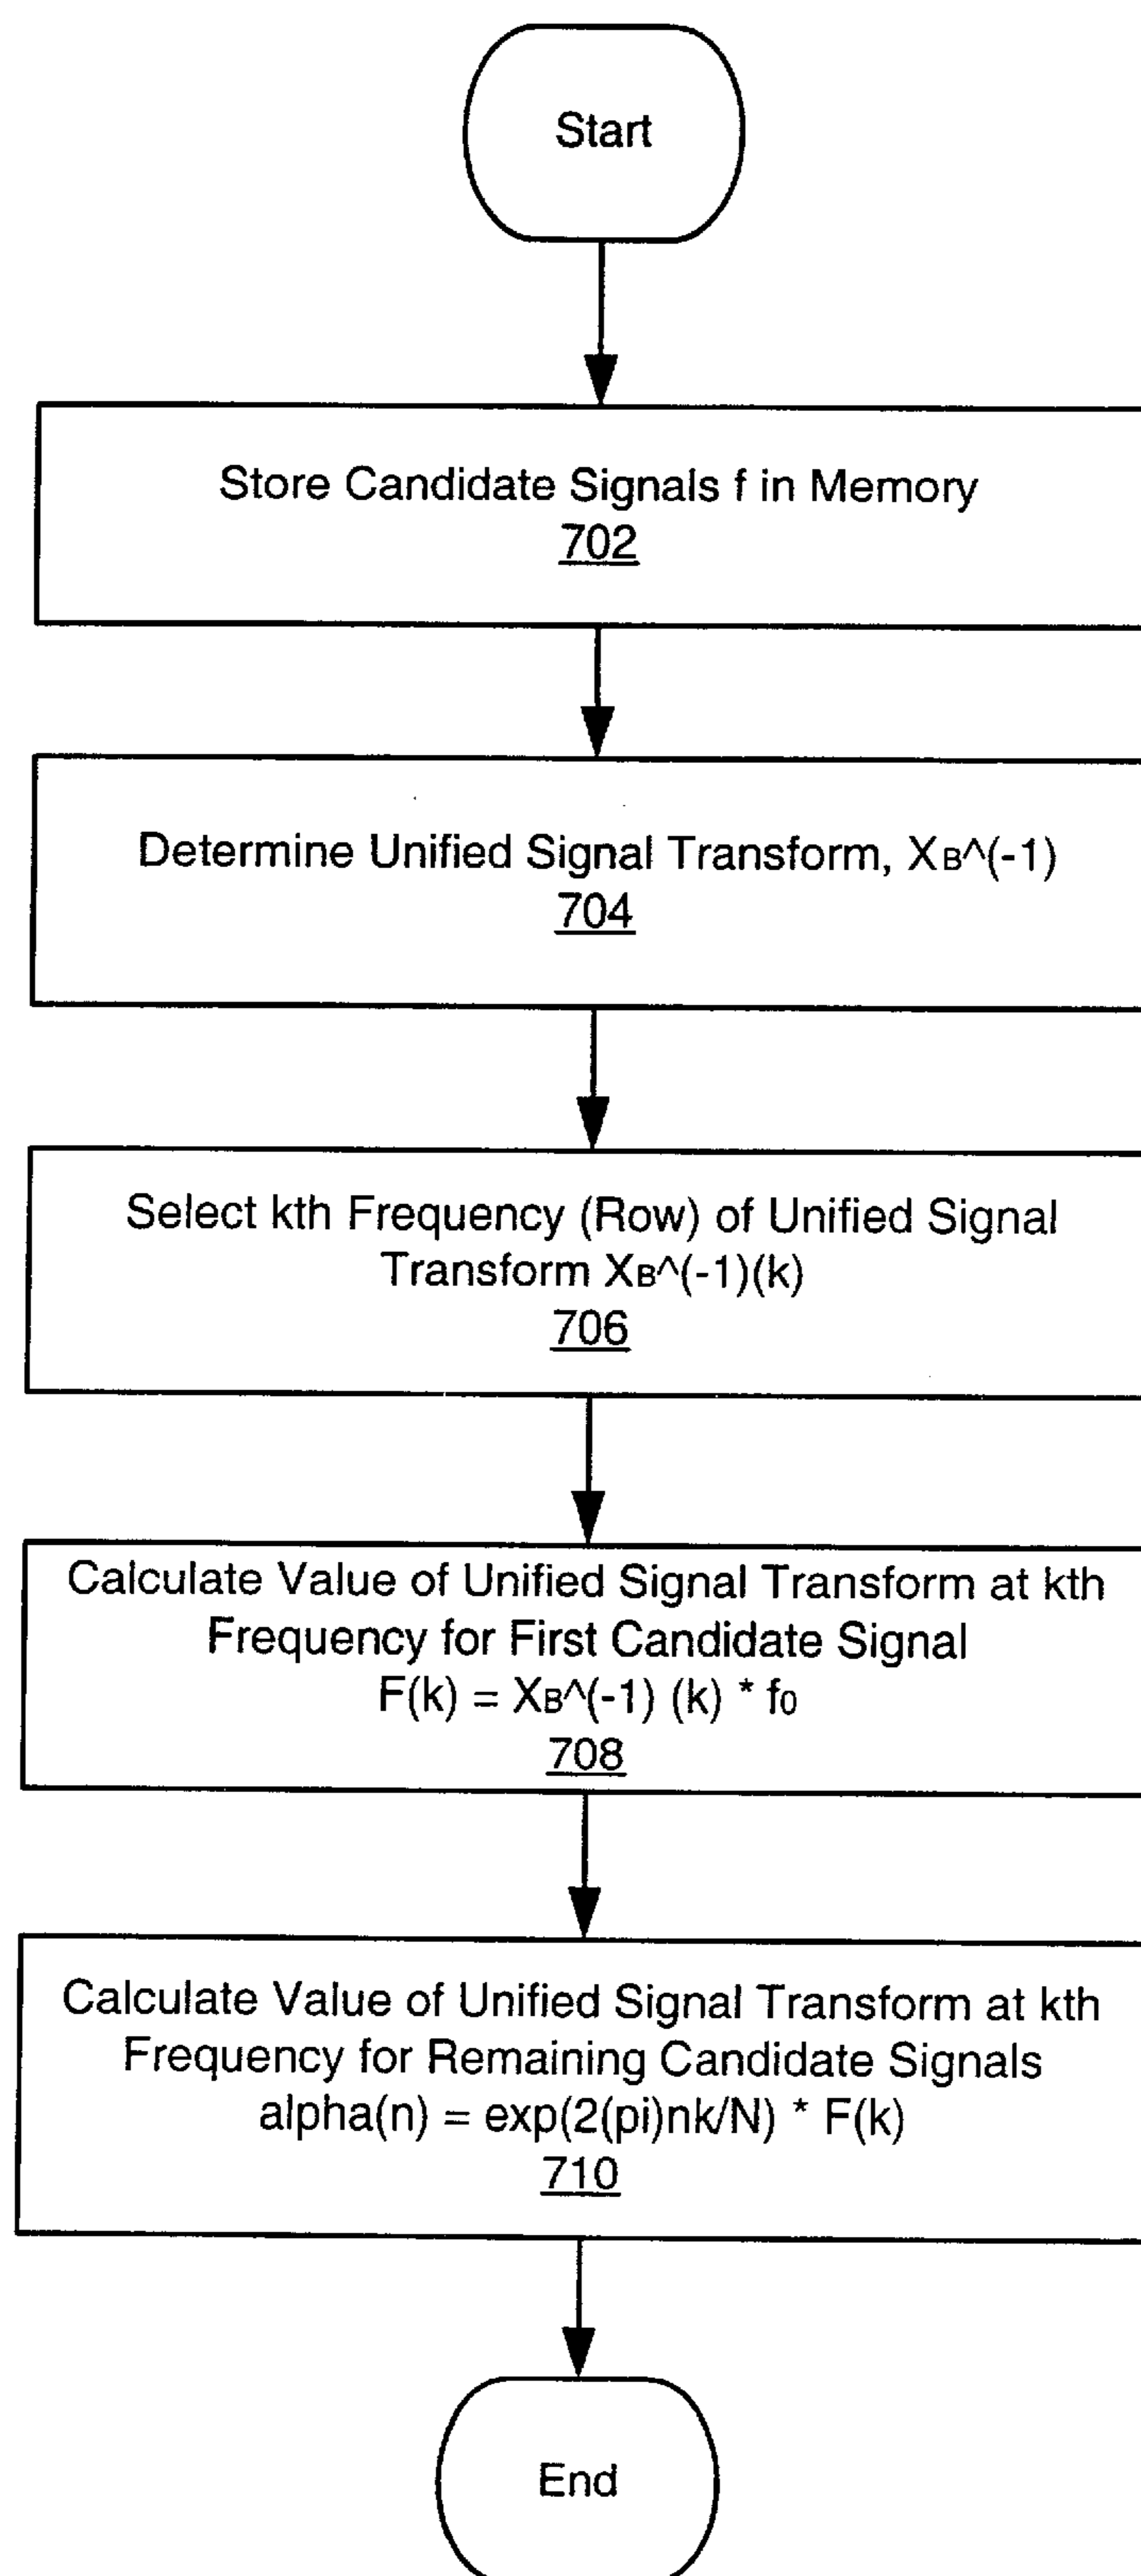 Start
Store Candidate Signals f in Memory
702
Determine Unified Signal Transform, XB^(-1)
704
Select kth Frequency (Row) of Unified Signal
Transform XB^(-1)(k)
706
Calculate Value of Unified Signal Transform at kth
Frequency for First Candidate Signal
F(k) = XB^(-1) (k) * f0
708
Calculate Value of Unified Signal Transform at kth
Frequency for Remaining Candidate Signals
alpha(n) = exp(2(pi)nk/N) * F(k)
710
End